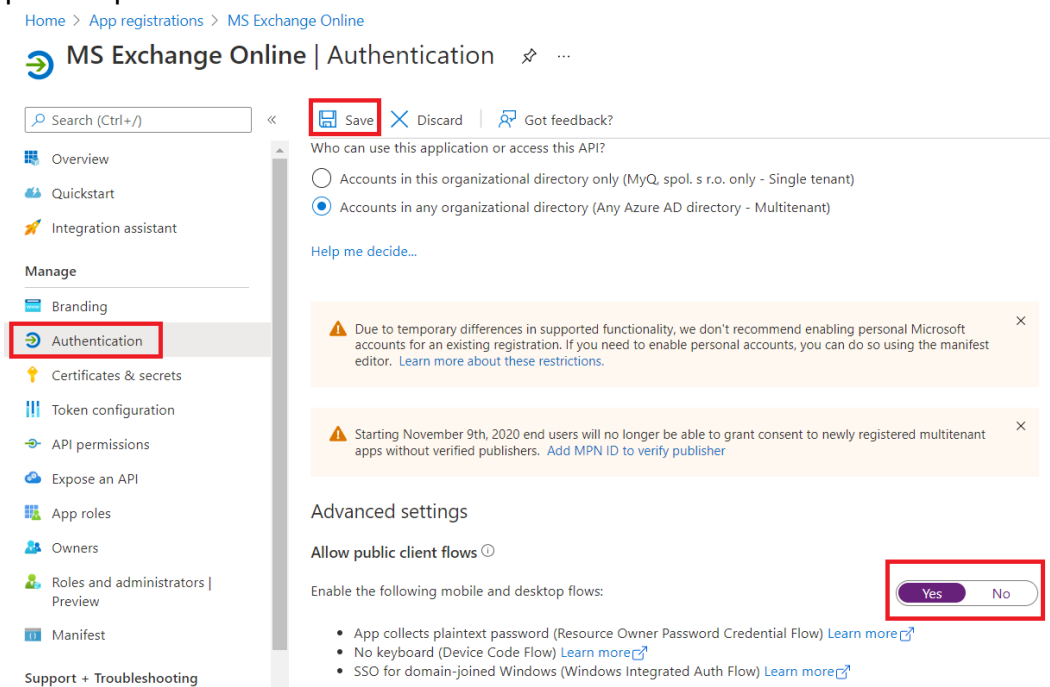 Home > App registrations > MS Exchange Online
MS Exchange Online | Authentication
Search (Ctrl+/)
Overview
Quickstart
Integration assistant
Manage
Branding
Authentication
Certificates & secrets
Token configuration
API permissions
Expose an API
App roles
Owners
Roles and administrators |
Preview
Manifest
Support + Troubleshooting
Save
Discard
Got feedback?
Who can use this application or access this API?
Accounts in this organizational directory only (MyQ, spol. s r.o. only - Single tenant)
Accounts in any organizational directory (Any Azure AD directory - Multitenant)
Help me decide...
Due to temporary differences in supported functionality, we don't recommend enabling personal Microsoft
accounts for an existing registration. If you need to enable personal accounts, you can do so using the manifest
editor. Learn more about these restrictions.
Starting November 9th, 2020 end users will no longer be able to grant consent to newly registered multitenant
apps without verified publishers. Add MPN ID to verify publisher
Advanced settings
Allow public client flows
Enable the following mobile and desktop flows:
Yes No
• App collects plaintext password (Resource Owner Password Credential Flow) Learn more
• No keyboard (Device Code Flow) Learn more
• SSO for domain-joined Windows (Windows Integrated Auth Flow) Learn more